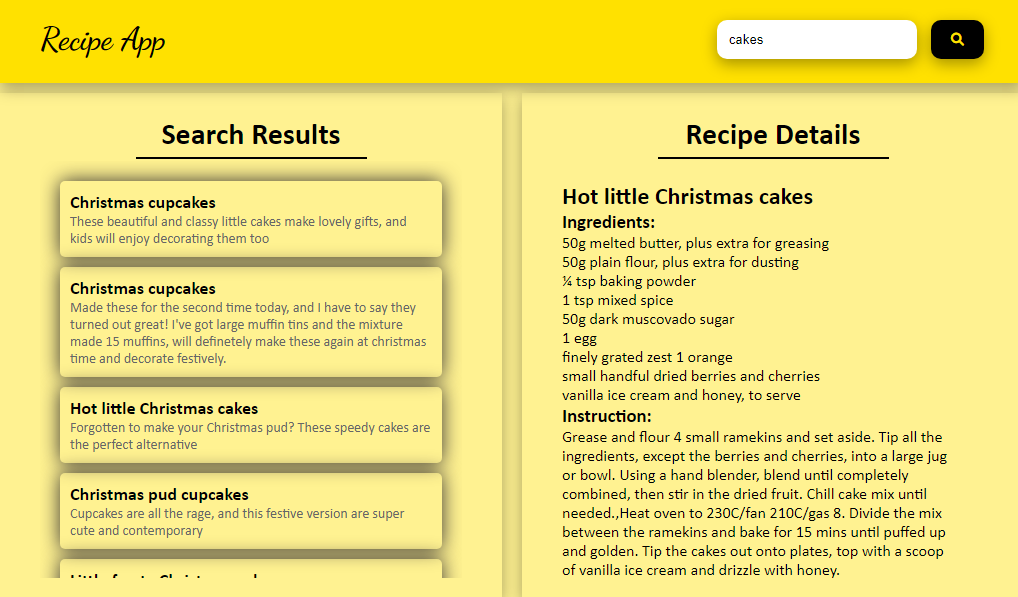 Recipe App
cakes
Search Results
Christmas cupcakes
These beautiful and classy little cakes make lovely gifts, and
kids will enjoy decorating them too
Christmas cupcakes
Made these for the second time today, and I have to say they
turned out great! I've got large muffin tins and the mixture
made 15 muffins, will definetely make these again at christmas
time and decorate festively.
Hot little Christmas cakes
Forgotten to make your Christmas pud? These speedy cakes are
the perfect alternative
Christmas pud cupcakes
Cupcakes are all the rage, and this festive version are super
cute and contemporary
Recipe Details
Hot little Christmas cakes
Ingredients:
50g melted butter, plus extra for greasing
50g plain flour, plus extra for dusting
¼ tsp baking powder
1 tsp mixed spice
50g dark muscovado sugar
1 egg
finely grated zest 1 orange
small handful dried berries and cherries
vanilla ice cream and honey, to serve
Instruction:
Grease and flour 4 small ramekins and set aside. Tip all the
ingredients, except the berries and cherries, into a large jug
or bowl. Using a hand blender, blend until completely
combined, then stir in the dried fruit. Chill cake mix until
needed.,Heat oven to 230C/fan 210C/gas 8. Divide the mix
between the ramekins and bake for 15 mins until puffed up
and golden. Tip the cakes out onto plates, top with a scoop
of vanilla ice cream and drizzle with honey.